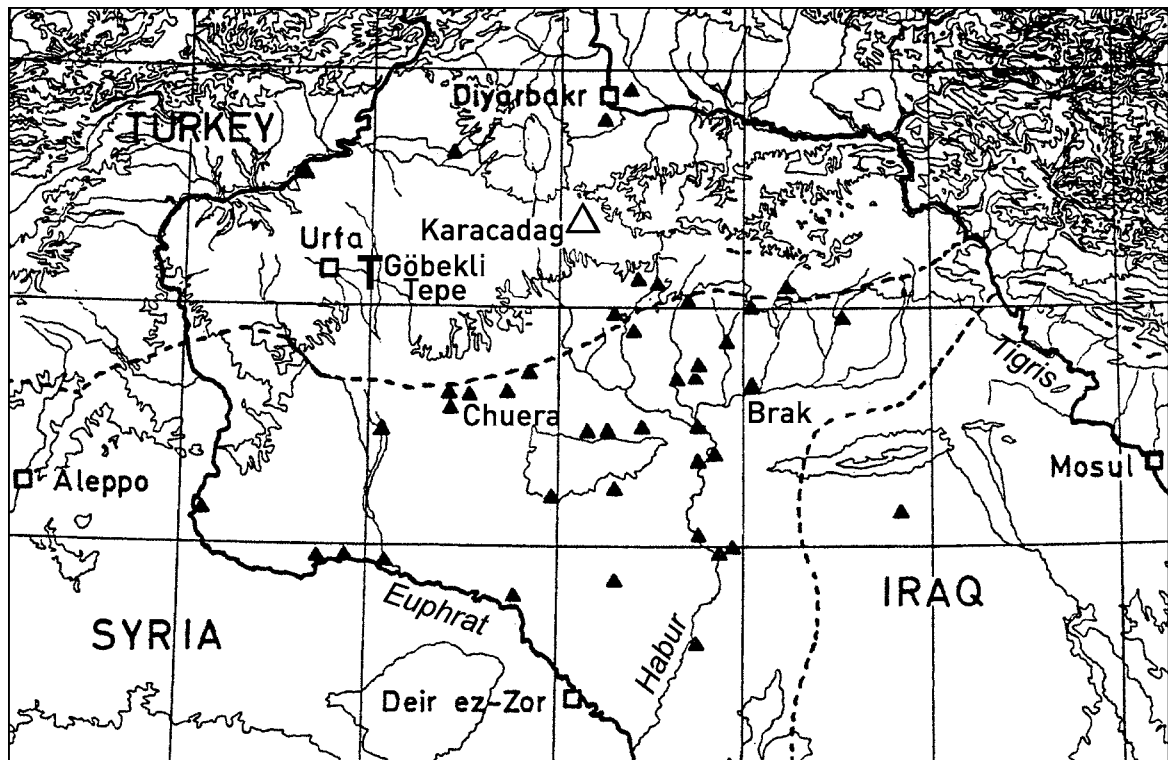 Diyarbakr
TURKEY
Karacadag
Urfa
Göbekli
Tepe
Tigris
Chuera
Brak
Mosul
Aleppo
IRAQ
Euphrat
SYRIA
Habur
Deir ez-Zor